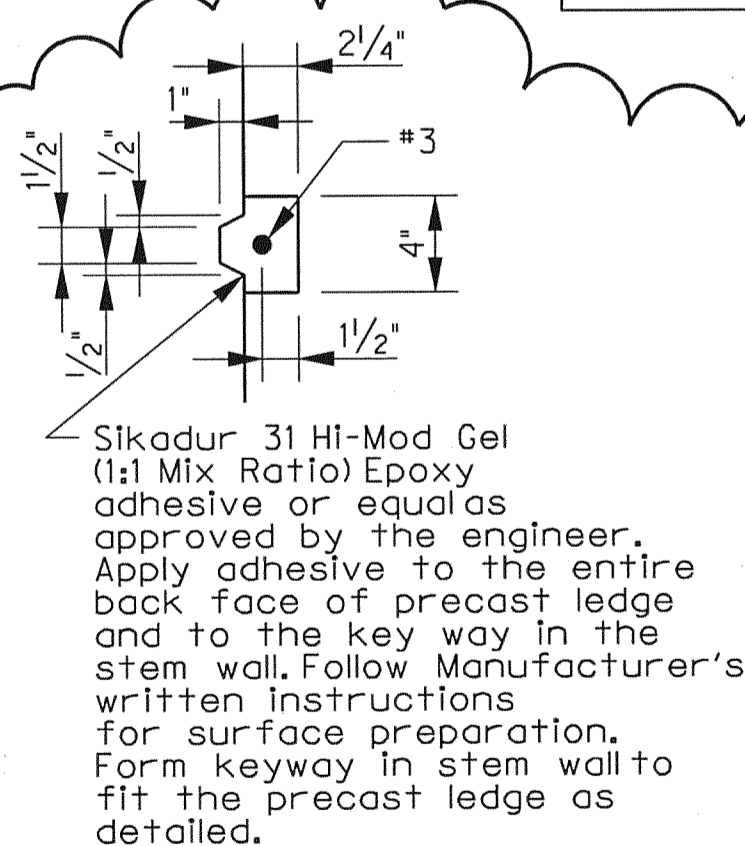 2 1/4"
1"
#3
1 1/2"
1/2"
4"
1 1/2"
1/2"
Sikadur 31 Hi-Mod Gel
(1:1 Mix Ratio) Epoxy
adhesive or equal as
approved by the engineer.
Apply adhesive to the entire
back face of precast ledge
and to the key way in the
stem wall. Follow Manufacturer's
written instructions
for surface preparation.
Form keyway in stem wall to
fit the precast ledge as
detailed.